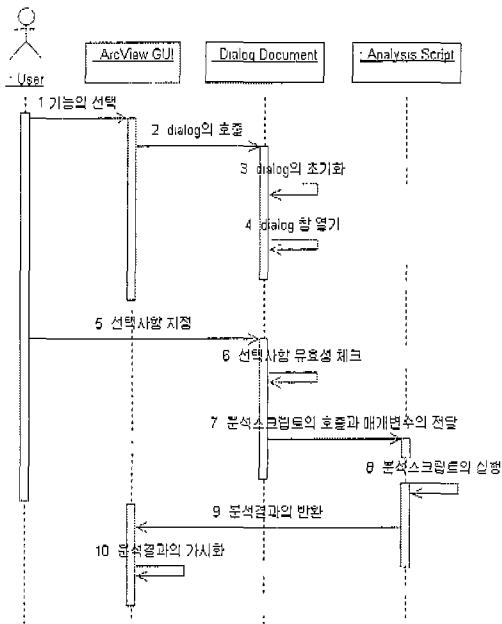 ArcView GUI
Dialog Document
Analysis Script
: User
1 기능의 선택
2 dialog의 호출
3 dialog의 초기화
4 dialog 창 열기
5 선택사항 지정
6 선택사항 유효성 체크
7 분석스크립트의 호출과 매개변수의 전달
8 분석스크립트의 실행
9 분석결과의 반환
10 분석결과의 가시화